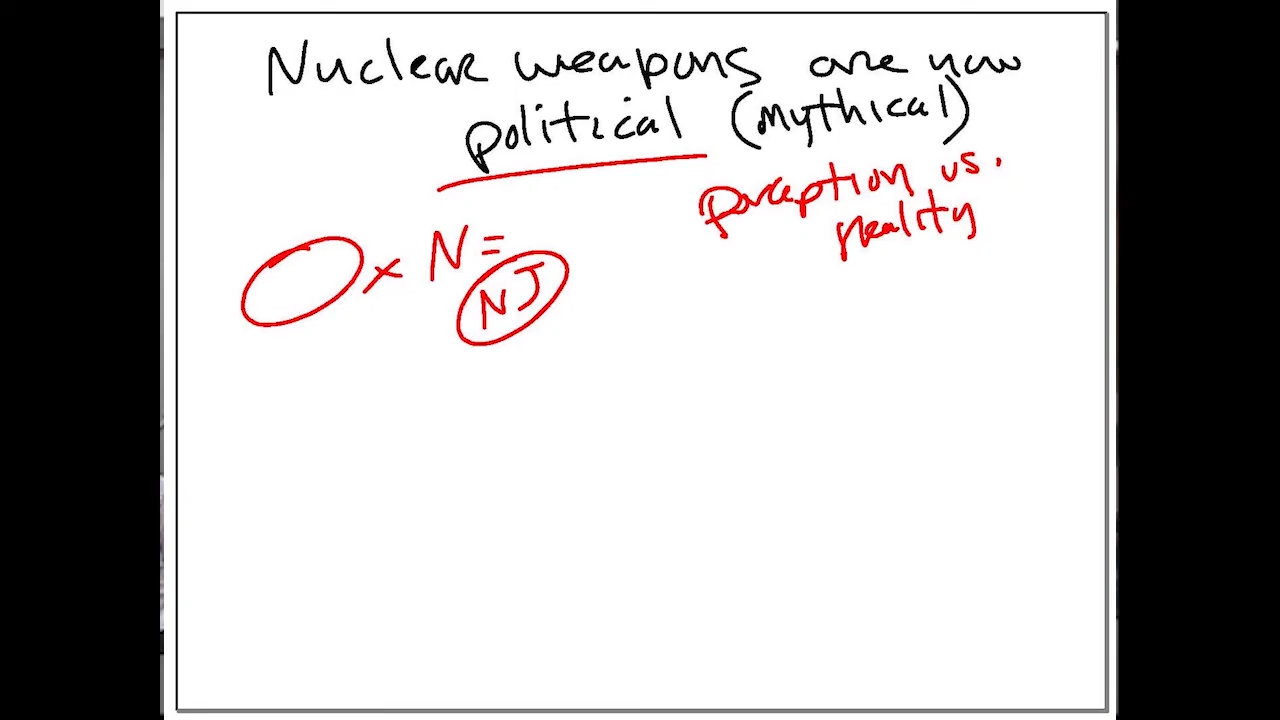 Nuclear weapons are now
political (mythical)
perception vs.
reality
x N =
NJ